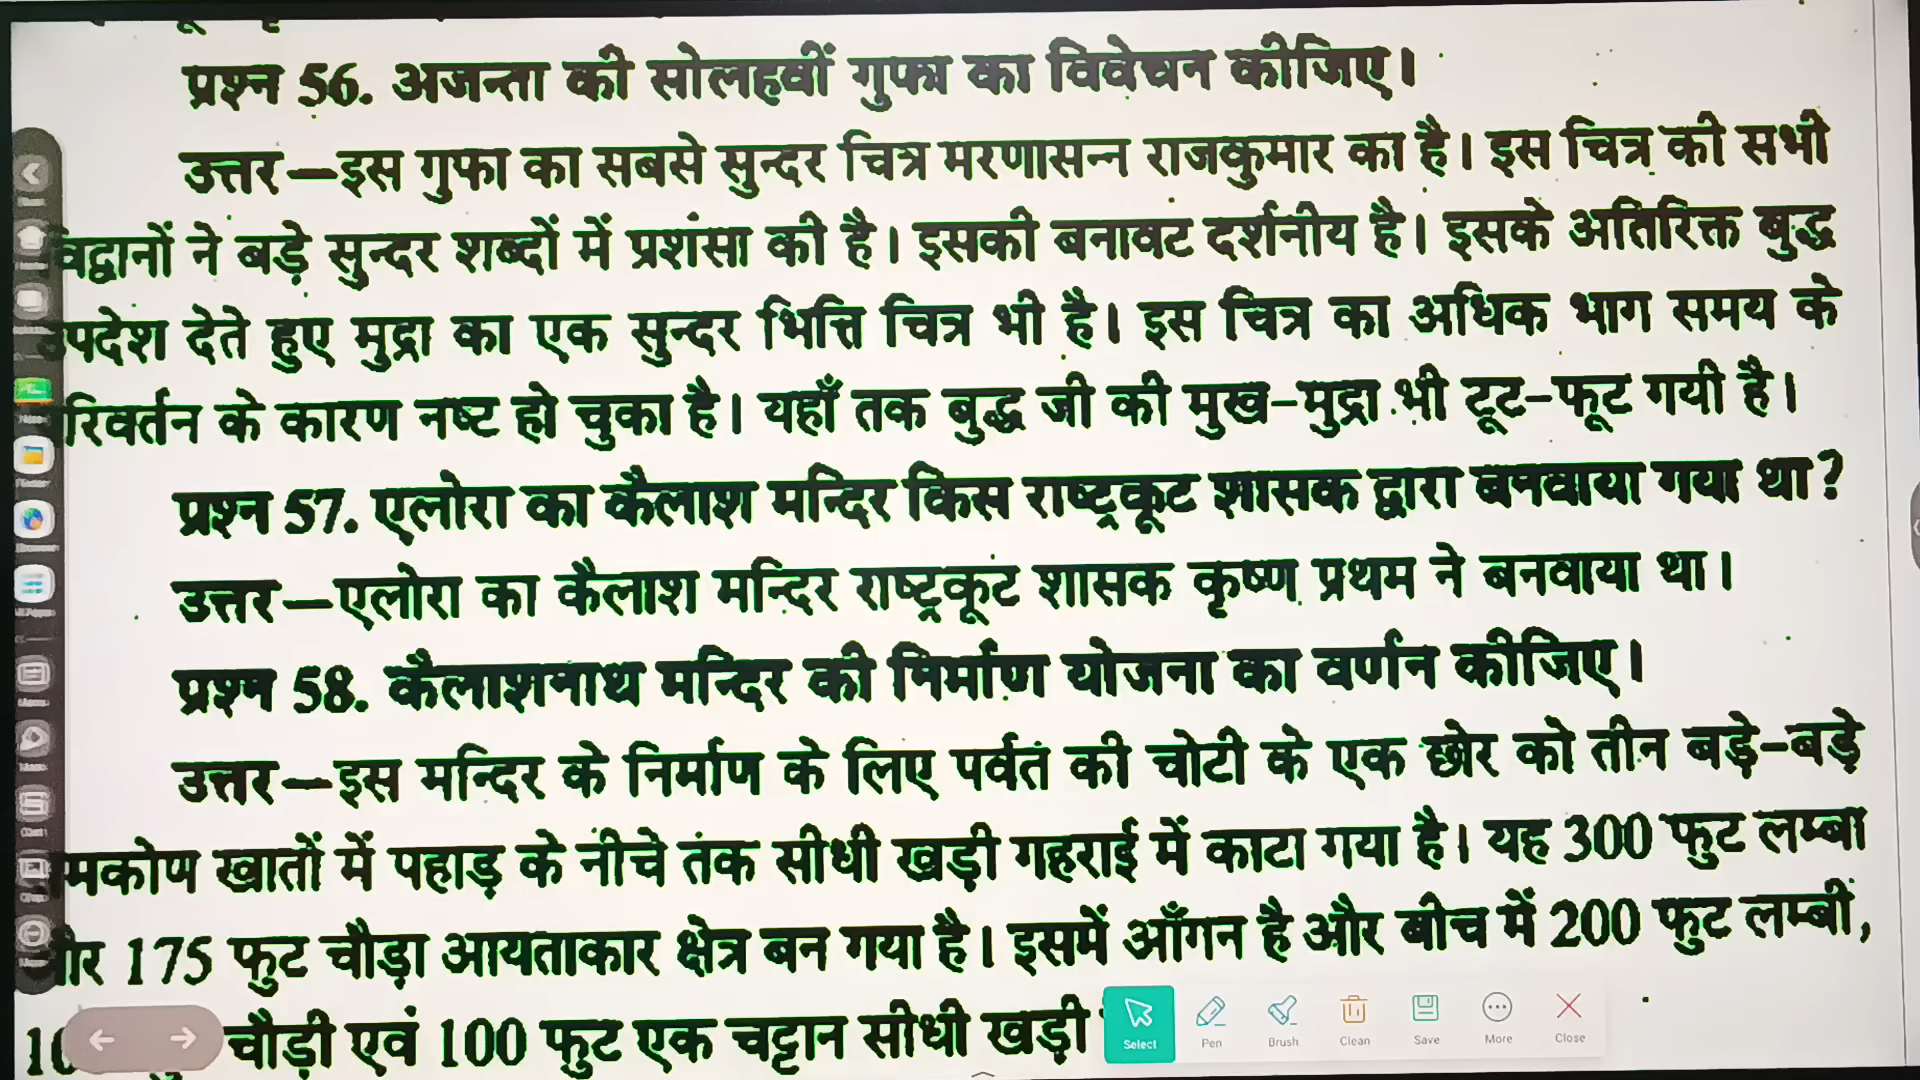 प्रश्न 56. अजन्ता की सोलहवीं गुफा का विवेचन कीजिए।
उत्तर—इस गुफा का सबसे सुन्दर चित्र मरणासन्न राजकुमार का है। इस चित्र की सभी
विद्वानों ने बड़े सुन्दर शब्दों में प्रशंसा की है। इसकी बनावट दर्शनीय है। इसके अतिरिक्त बुद्ध
उपदेश देते हुए मुद्रा का एक सुन्दर भित्ति चित्र भी है। इस चित्र का अधिक भाग समय के
रिवर्तन के कारण नष्ट हो चुका है। यहाँ तक बुद्ध जी की मुख-मुद्रा भी टूट-फूट गयी है।
प्रश्न 57. एलोरा का कैलाश मन्दिर किस राष्ट्रकूट शासक द्वारा बनवाया गया था?
उत्तर—एलोरा का कैलाश मन्दिर राष्ट्रकूट शासक कृष्ण प्रथम ने बनवाया था।
प्रश्न 58. कैलाशनाथ मन्दिर की निर्माण योजना का वर्णन कीजिए।
उत्तर—इस मन्दिर के निर्माण के लिए पर्वत की चोटी के एक छोर को तीन बड़े-बड़े
मकोण खातों में पहाड़ के नीचे तक सीधी खड़ी गहराई में काटा गया है। यह 300 फुट लम्बा
और 175 फुट चौड़ा आयताकार क्षेत्र बन गया है। इसमें आँगन है और बीच में 200 फुट लम्बी,
चौड़ी एवं 100 फुट एक चट्टान सीधी खड़ी
Select Pen Brush Clean Save More Close